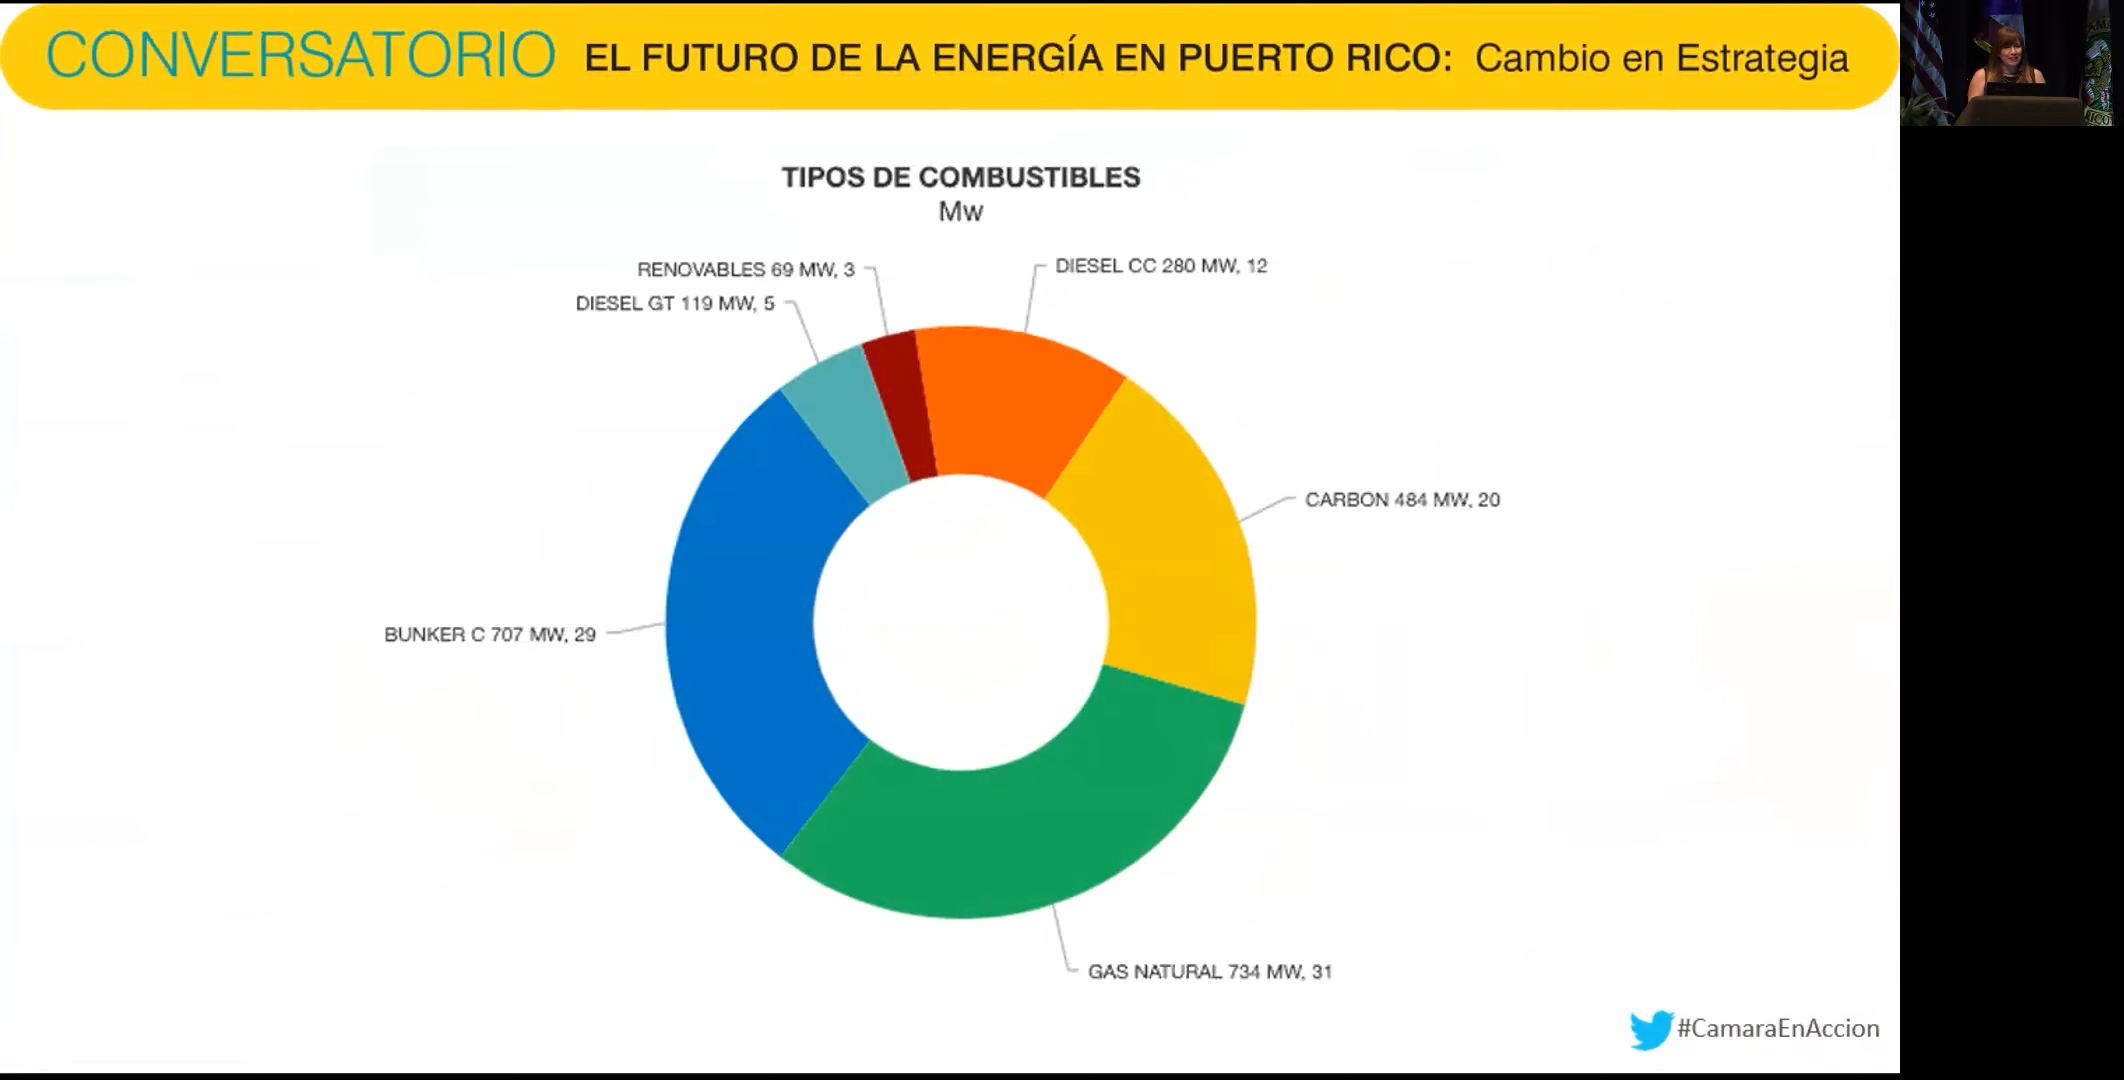 CONVERSATORIO EL FUTURO DE LA ENERGÍA EN PUERTO RICO: Cambio en Estrategia
TIPOS DE COMBUSTIBLES
Mw
RENOVABLES 69 MW, 3
DIESEL CC 280 MW, 12
DIESEL GT 119 MW, 5
CARBON 484 MW, 20
BUNKER C 707 MW, 29
GAS NATURAL 734 MW, 31
#CamaraEnAccion